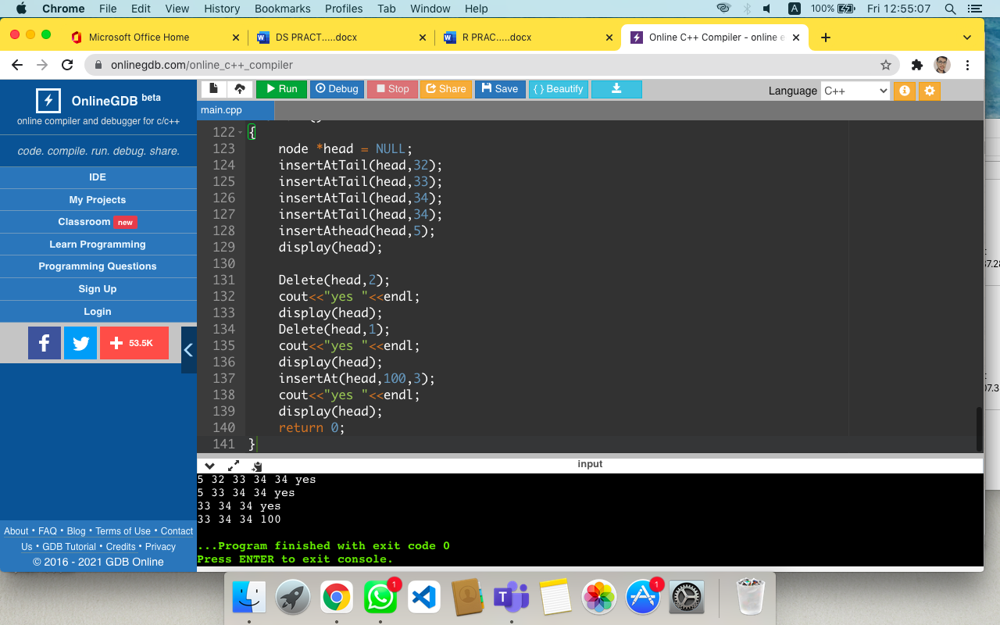 Chrome File Edit View History Bookmarks Profiles Tab Window Help A 100% Fri 12:55:07
Microsoft Office Home DS PRACT.....docx R PRAC.....docx Online C++ Compiler - online e
onlinegdb.com/online_c++_compiler
OnlineGDB beta
online compiler and debugger for c/c++
code. compile. run. debug. share.
IDE
My Projects
Classroom new
Learn Programming
Programming Questions
Sign Up
Login
f + 53.5K
About • FAQ • Blog • Terms of Use • Contact
Us • GDB Tutorial • Credits • Privacy
© 2016 - 2021 GDB Online
Run Debug Stop Share Save { } Beautify Language C++
main.cpp
122 {
123 node *head = NULL;
124 insertAtTail(head,32);
125 insertAtTail(head,33);
126 insertAtTail(head,34);
127 insertAtTail(head,34);
128 insertAthead(head,5);
129 display(head);
130
131 Delete(head,2);
132 cout<<"yes "<<endl;
133 display(head);
134 Delete(head,1);
135 cout<<"yes "<<endl;
136 display(head);
137 insertAt(head,100,3);
138 cout<<"yes "<<endl;
139 display(head);
140 return 0;
141 }
input
5 32 33 34 34 yes
5 33 34 34 yes
33 34 34 yes
33 34 34 100
...Program finished with exit code 0
Press ENTER to exit console.
1 T 1